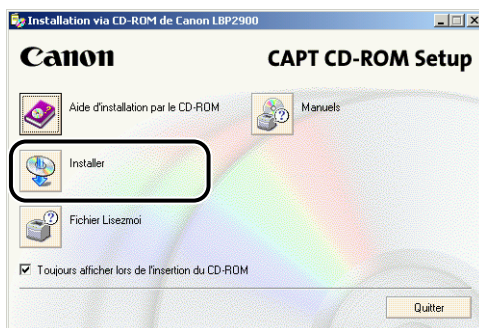 Installation via CD-ROM de Canon LBP2900
Canon CAPT CD-ROM Setup
Aide d'installation par le CD-ROM Manuels
Installer
Fichier Lisezmoi
Toujours afficher lors de l'insertion du CD-ROM
Quitter